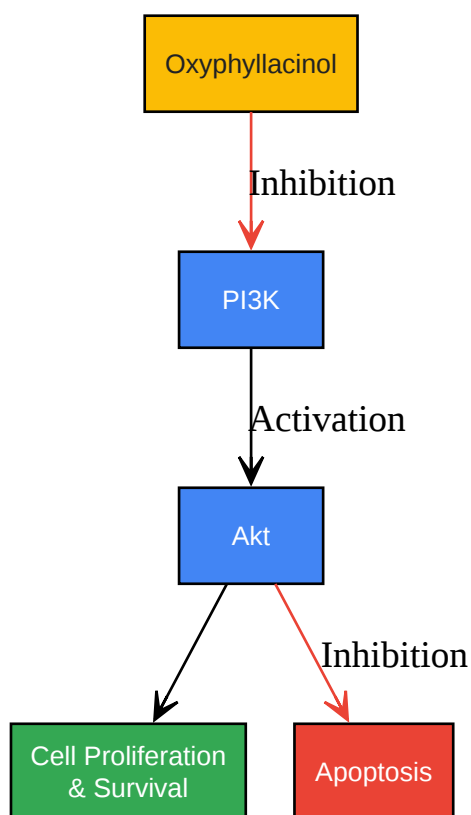 Oxyphyllacinol
Inhibition
PI3K
Activation
Akt
Inhibition
Cell Proliferation
& Survival
Apoptosis